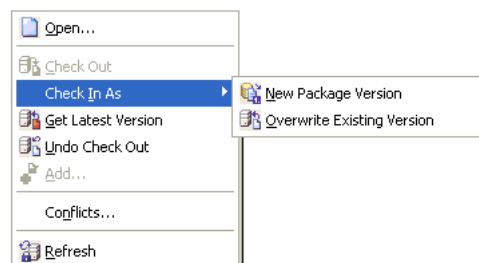 Open...
Check Out
Check In As
New Package Version
Get Latest Version
Overwrite Existing Version
Undo Check Out
Add...
Conflicts...
Refresh